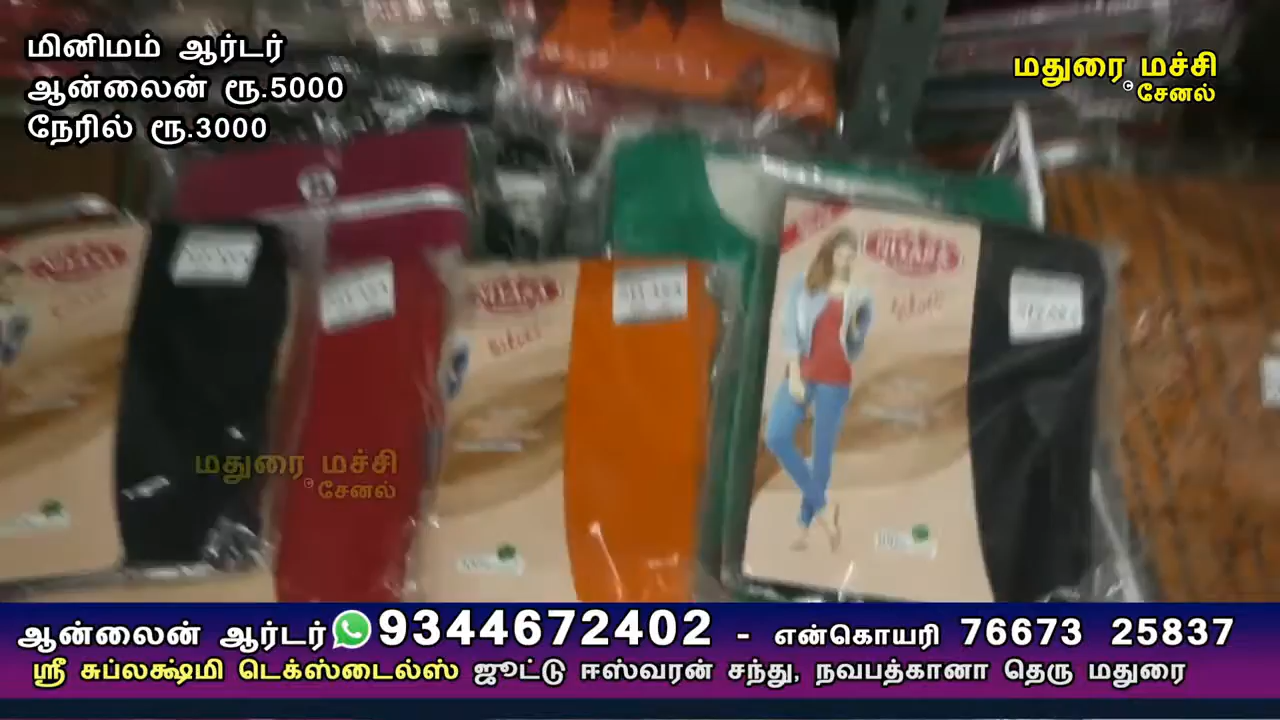 மினிமம் ஆர்டர்
ஆன்லைன் ரூ.5000
நேரில் ரூ.3000
மதுரை மச்சி
© சேனல்
மதுரை மச்சி
© சேனல்
ஆன்லைன் ஆர்டர் 9344672402 - என்கொயரி 76673 25837
ஸ்ரீ சுப்லக்ஷ்மி டெக்ஸ்டைல்ஸ் ஜூட்டு ஈஸ்வரன் சந்து, நவபத்கானா தெரு மதுரை